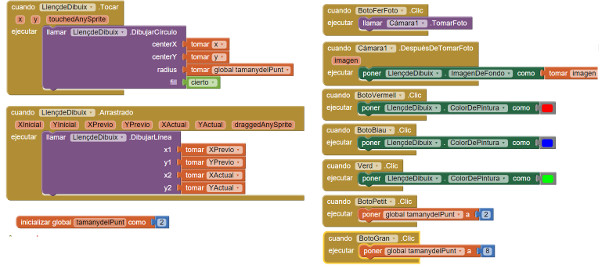 cuando LlençdeDibuix .Tocar
x y touchedAnySprite
ejecutar llamar LlençdeDibuix .DibujarCírculo
centerX tomar x
centerY tomar y
radius tomar global tamanydelPunt
fill cierto
cuando LlençdeDibuix .Arrastrado
XInicial YInicial XPrevio YPrevio XActual YActual draggedAnySprite
ejecutar llamar LlençdeDibuix .DibujarLínea
x1 tomar XPrevio
y1 tomar YPrevio
x2 tomar XActual
y2 tomar YActual
inicializar global tamanydelPunt como 2
cuando BotoFerFoto .Clic
ejecutar llamar Cámara1 .TomarFoto
cuando Cámara1 .DespuésDeTomarFoto
imagen
ejecutar poner LlençdeDibuix . ImagenDeFondo como tomar imagen
cuando BotoVermell .Clic
ejecutar poner LlençdeDibuix . ColorDePintura como
cuando BotoBlau .Clic
ejecutar poner LlençdeDibuix . ColorDePintura como
cuando Verd .Clic
ejecutar poner LlençdeDibuix . ColorDePintura como
cuando BotoPetit .Clic
ejecutar poner global tamanydelPunt a 2
cuando BotoGran .Clic
ejecutar poner global tamanydelPunt a 8